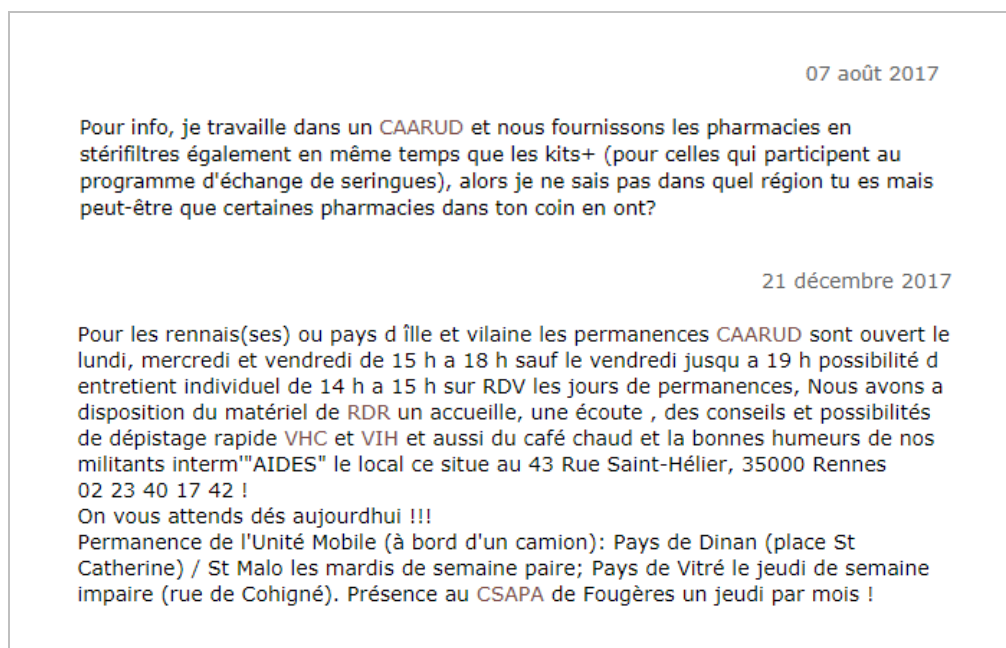 07 août 2017
Pour info, je travaille dans un CAARUD et nous fournissons les pharmacies en
stérifiltres également en même temps que les kits+ (pour celles qui participent au
programme d'échange de seringues), alors je ne sais pas dans quel région tu es mais
peut-être que certaines pharmacies dans ton coin en ont?
21 décembre 2017
Pour les rennais(ses) ou pays d îlle et vilaine les permanences CAARUD sont ouvert le
lundi, mercredi et vendredi de 15 h a 18 h sauf le vendredi jusqu a 19 h possibilité d
entretient individuel de 14 h a 15 h sur RDV les jours de permanences, Nous avons a
disposition du matériel de RDR un accueille, une écoute , des conseils et possibilités
de dépistage rapide VHC et VIH et aussi du café chaud et la bonnes humeurs de nos
militants interm'"AIDES" le local ce situe au 43 Rue Saint-Hélier, 35000 Rennes
02 23 40 17 42 !
On vous attends dés aujourdhui !!!
Permanence de l'Unité Mobile (à bord d'un camion): Pays de Dinan (place St
Catherine) / St Malo les mardis de semaine paire; Pays de Vitré le jeudi de semaine
impaire (rue de Cohigné). Présence au CSAPA de Fougères un jeudi par mois !